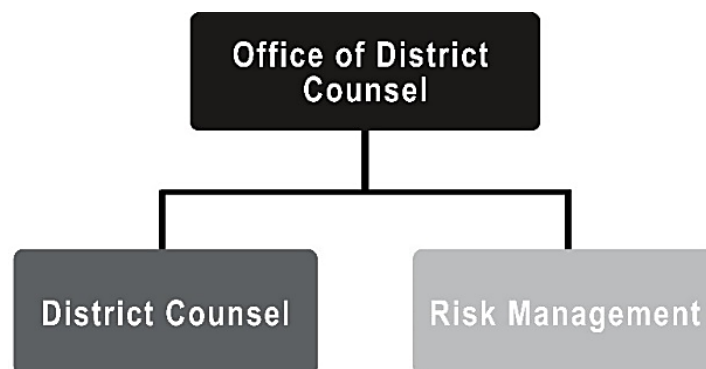 Office of District
Counsel
District Counsel
Risk Management